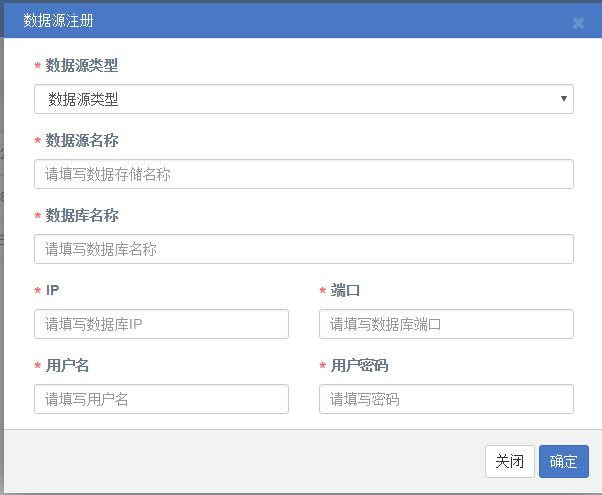 数据源注册
* 数据源类型
数据源类型
* 数据源名称
请填写数据存储名称
* 数据库名称
请填写数据库名称
* IP * 端口
请填写数据库IP 请填写数据库端口
* 用户名 * 用户密码
请填写用户名 请填写密码
关闭 确定